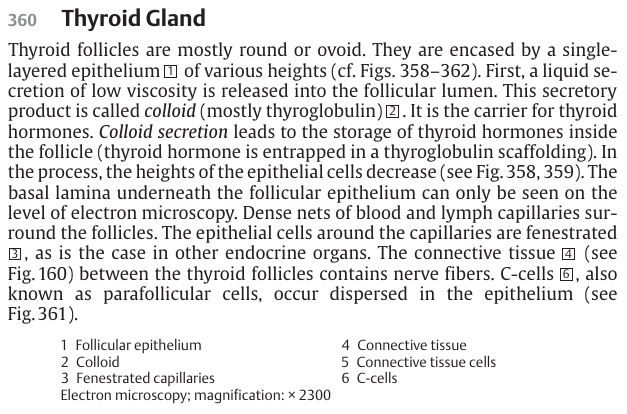 360 Thyroid Gland
Thyroid follicles are mostly round or ovoid. They are encased by a single-
layered epithelium 1 of various heights (cf. Figs. 358–362). First, a liquid se-
cretion of low viscosity is released into the follicular lumen. This secretory
product is called colloid (mostly thyroglobulin) 2. It is the carrier for thyroid
hormones. Colloid secretion leads to the storage of thyroid hormones inside
the follicle (thyroid hormone is entrapped in a thyroglobulin scaffolding). In
the process, the heights of the epithelial cells decrease (see Fig. 358, 359). The
basal lamina underneath the follicular epithelium can only be seen on the
level of electron microscopy. Dense nets of blood and lymph capillaries sur-
round the follicles. The epithelial cells around the capillaries are fenestrated
3, as is the case in other endocrine organs. The connective tissue 4 (see
Fig. 160) between the thyroid follicles contains nerve fibers. C-cells 6, also
known as parafollicular cells, occur dispersed in the epithelium (see
Fig. 361).
1 Follicular epithelium
2 Colloid
3 Fenestrated capillaries
4 Connective tissue
5 Connective tissue cells
6 C-cells
Electron microscopy; magnification: × 2300